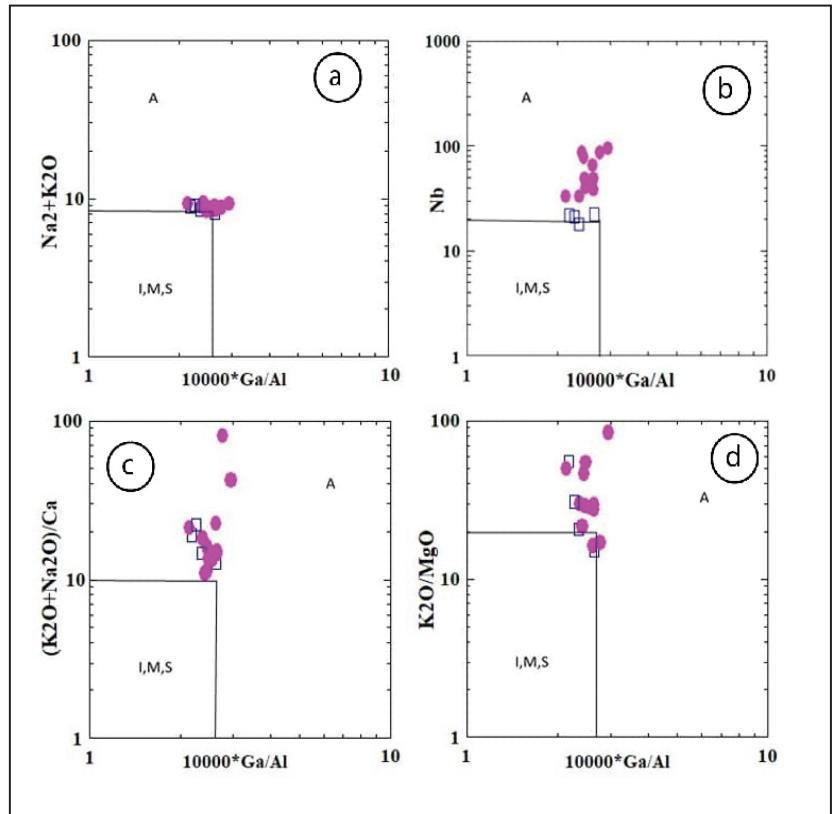 a
100
10
1
Na2+K2O
A
I,M,S
1
10000*Ga/Al
10
b
1000
100
10
1
Nb
A
I,M,S
1
10000*Ga/Al
10
c
100
10
1
(K2O+Na2O)/Ca
A
I,M,S
1
10000*Ga/Al
10
d
100
10
1
K2O/MgO
A
I,M,S
1
10000*Ga/Al
10